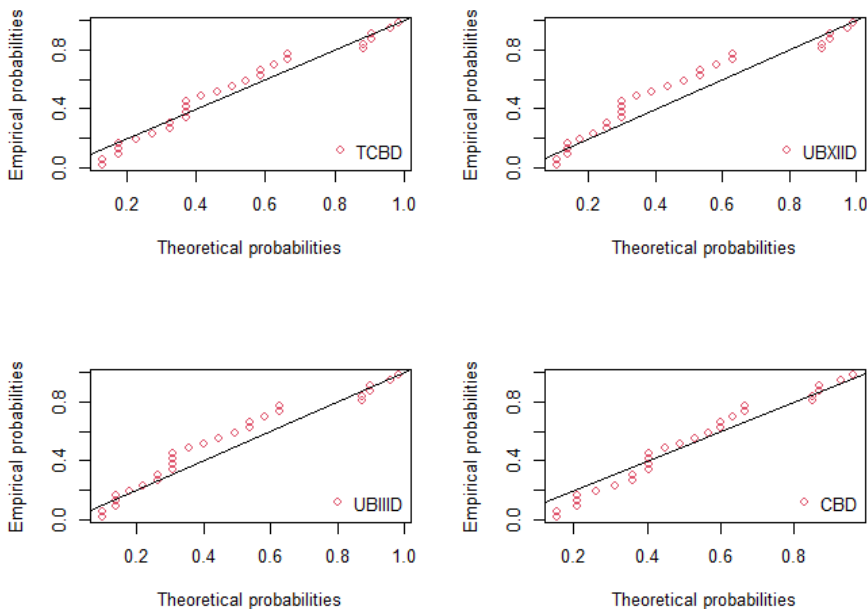 Empirical probabilities
0.0 0.4 0.8
TCBD
0.2 0.4 0.6 0.8 1.0
Theoretical probabilities
Empirical probabilities
0.0 0.4 0.8
UBXIID
0.2 0.4 0.6 0.8 1.0
Theoretical probabilities
Empirical probabilities
0.0 0.4 0.8
UBIIID
0.2 0.4 0.6 0.8 1.0
Theoretical probabilities
Empirical probabilities
0.0 0.4 0.8
CBD
0.2 0.4 0.6 0.8
Theoretical probabilities